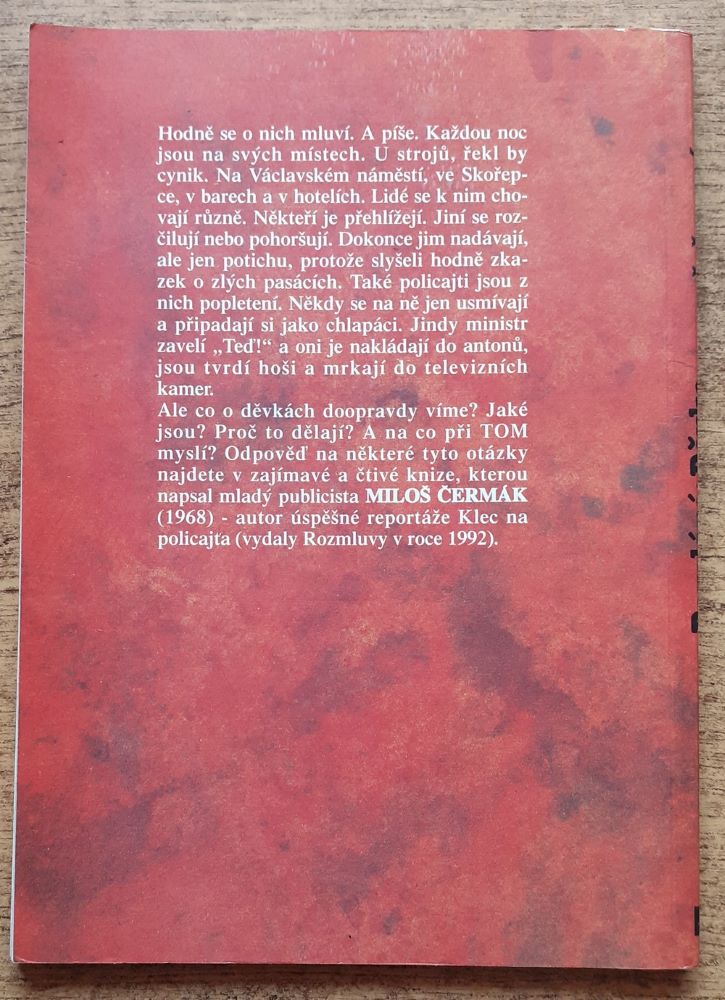 Hodně se o nich mluví. A píše. Každou noc
jsou na svých místech. U strojů, řekl by
cynik. Na Václavském náměstí, ve Skořep-
ce, v barech a v hotelích. Lidé se k nim cho-
vají různě. Někteří je přehlížejí. Jiní se roz-
čilují nebo pohoršují. Dokonce jim nadávají,
ale jen potichu, protože slyšeli hodně zka-
zek o zlých pasácích. Také policajti jsou z
nich popletení. Někdy se na ně jen usmívají
a připadají si jako chlapáci. Jindy ministr
zavelí „Teď!“ a oni je nakládají do antonů,
jsou tvrdí hoši a mrkají do televizních
kamer.
Ale co o děvkách doopravdy víme? Jaké
jsou? Proč to dělají? A na co při TOM
myslí? Odpověď na některé tyto otázky
najdete v zajímavé a čtivé knize, kterou
napsal mladý publicista MILOŠ ČERMÁK
(1968) - autor úspěšné reportáže Klec na
policajta (vydaly Rozmluvy v roce 1992).